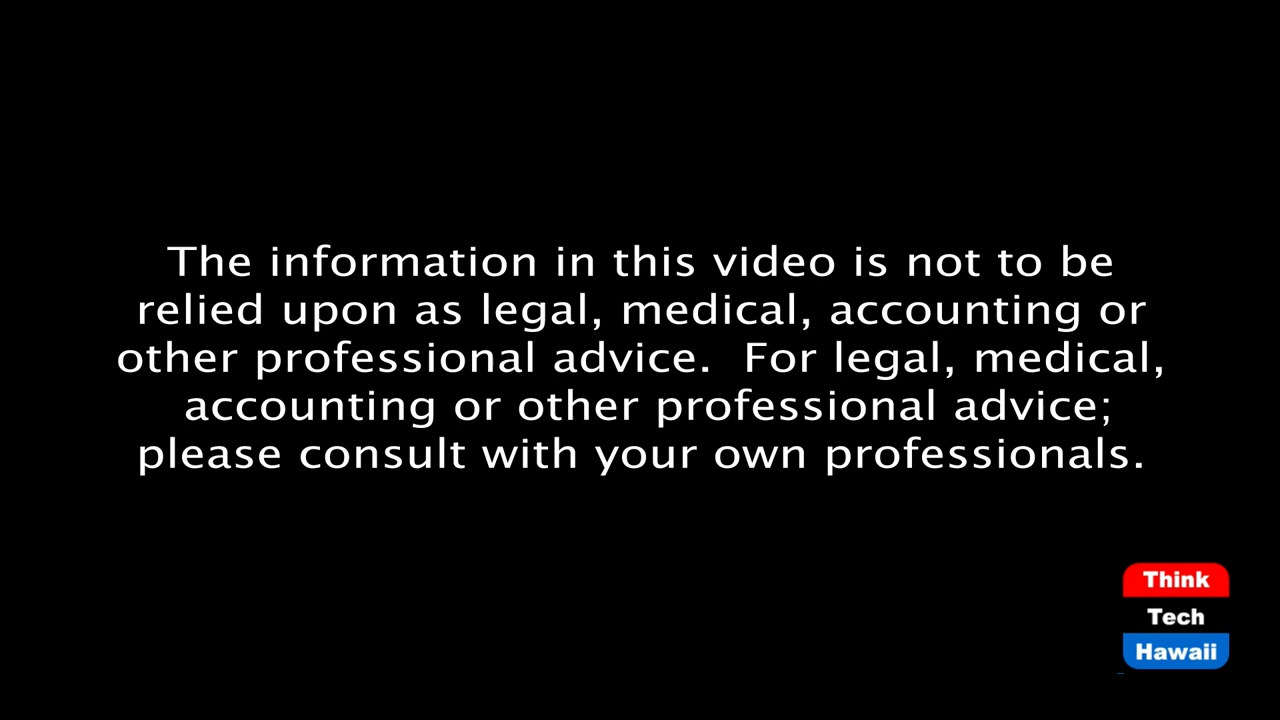 The information in this video is not to be
relied upon as legal, medical, accounting or
other professional advice.  For legal, medical,
accounting or other professional advice;
please consult with your own professionals.
Think
Tech
Hawaii